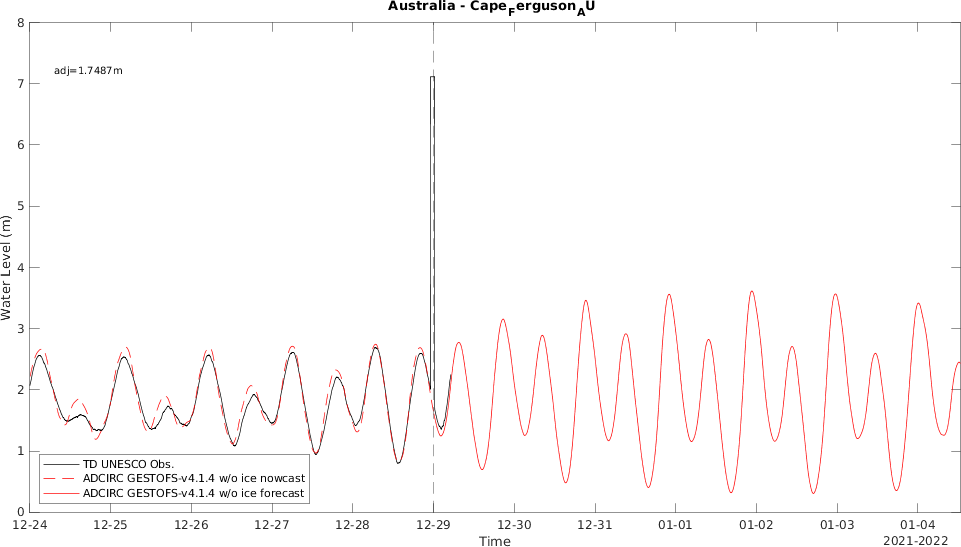 Australia - CapeFergusonAU
8
adj=1.7487m
7
6
5
4
3
2
1
0
Water Level (m)
TD UNESCO Obs.
ADCIRC GESTOFS-v4.1.4 w/o ice nowcast
ADCIRC GESTOFS-v4.1.4 w/o ice forecast
12-24 12-25 12-26 12-27 12-28 12-29 12-30 12-31 01-01 01-02 01-03 01-04
Time
2021-2022